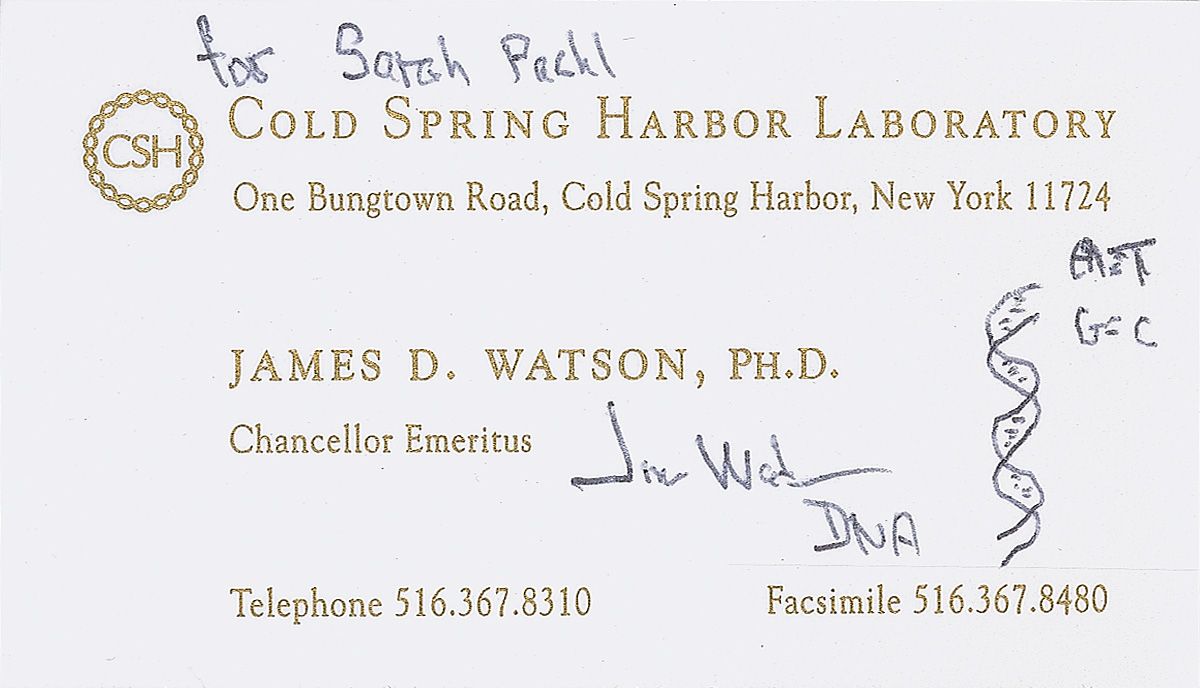 for Sarah Pachl
CSH
COLD SPRING HARBOR LABORATORY
One Bungtown Road, Cold Spring Harbor, New York 11724
A=T
G=C
JAMES D. WATSON, PH.D.
Chancellor Emeritus
Jim Watson
DNA
Telephone 516.367.8310
Facsimile 516.367.8480